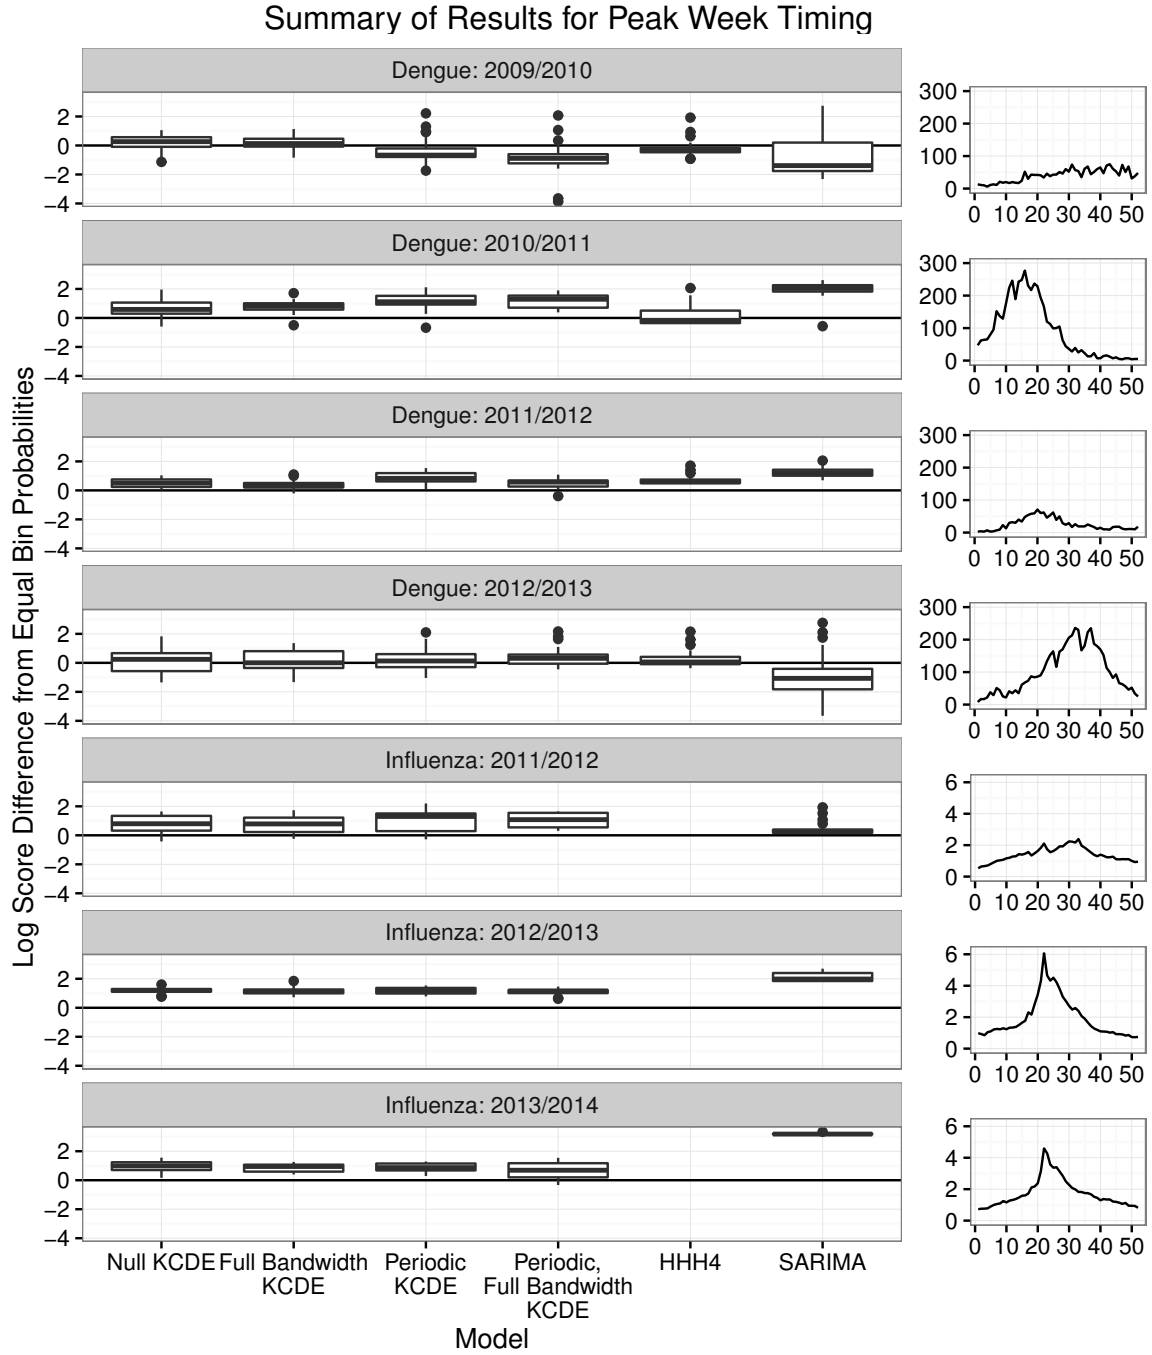 Summary of Results for Peak Week Timing
Log Score Difference from Equal Bin Probabilities
Dengue: 2009/2010
2
0
−2
−4
300
200
100
0
0 10 20 30 40 50
Dengue: 2010/2011
2
0
−2
−4
300
200
100
0
0 10 20 30 40 50
Dengue: 2011/2012
2
0
−2
−4
300
200
100
0
0 10 20 30 40 50
Dengue: 2012/2013
2
0
−2
−4
300
200
100
0
0 10 20 30 40 50
Influenza: 2011/2012
2
0
−2
−4
6
4
2
0
0 10 20 30 40 50
Influenza: 2012/2013
2
0
−2
−4
6
4
2
0
0 10 20 30 40 50
Influenza: 2013/2014
2
0
−2
−4
6
4
2
0
0 10 20 30 40 50
Null KCDE
Full Bandwidth
KCDE
Periodic
KCDE
Periodic,
Full Bandwidth
KCDE
HHH4
SARIMA
Model